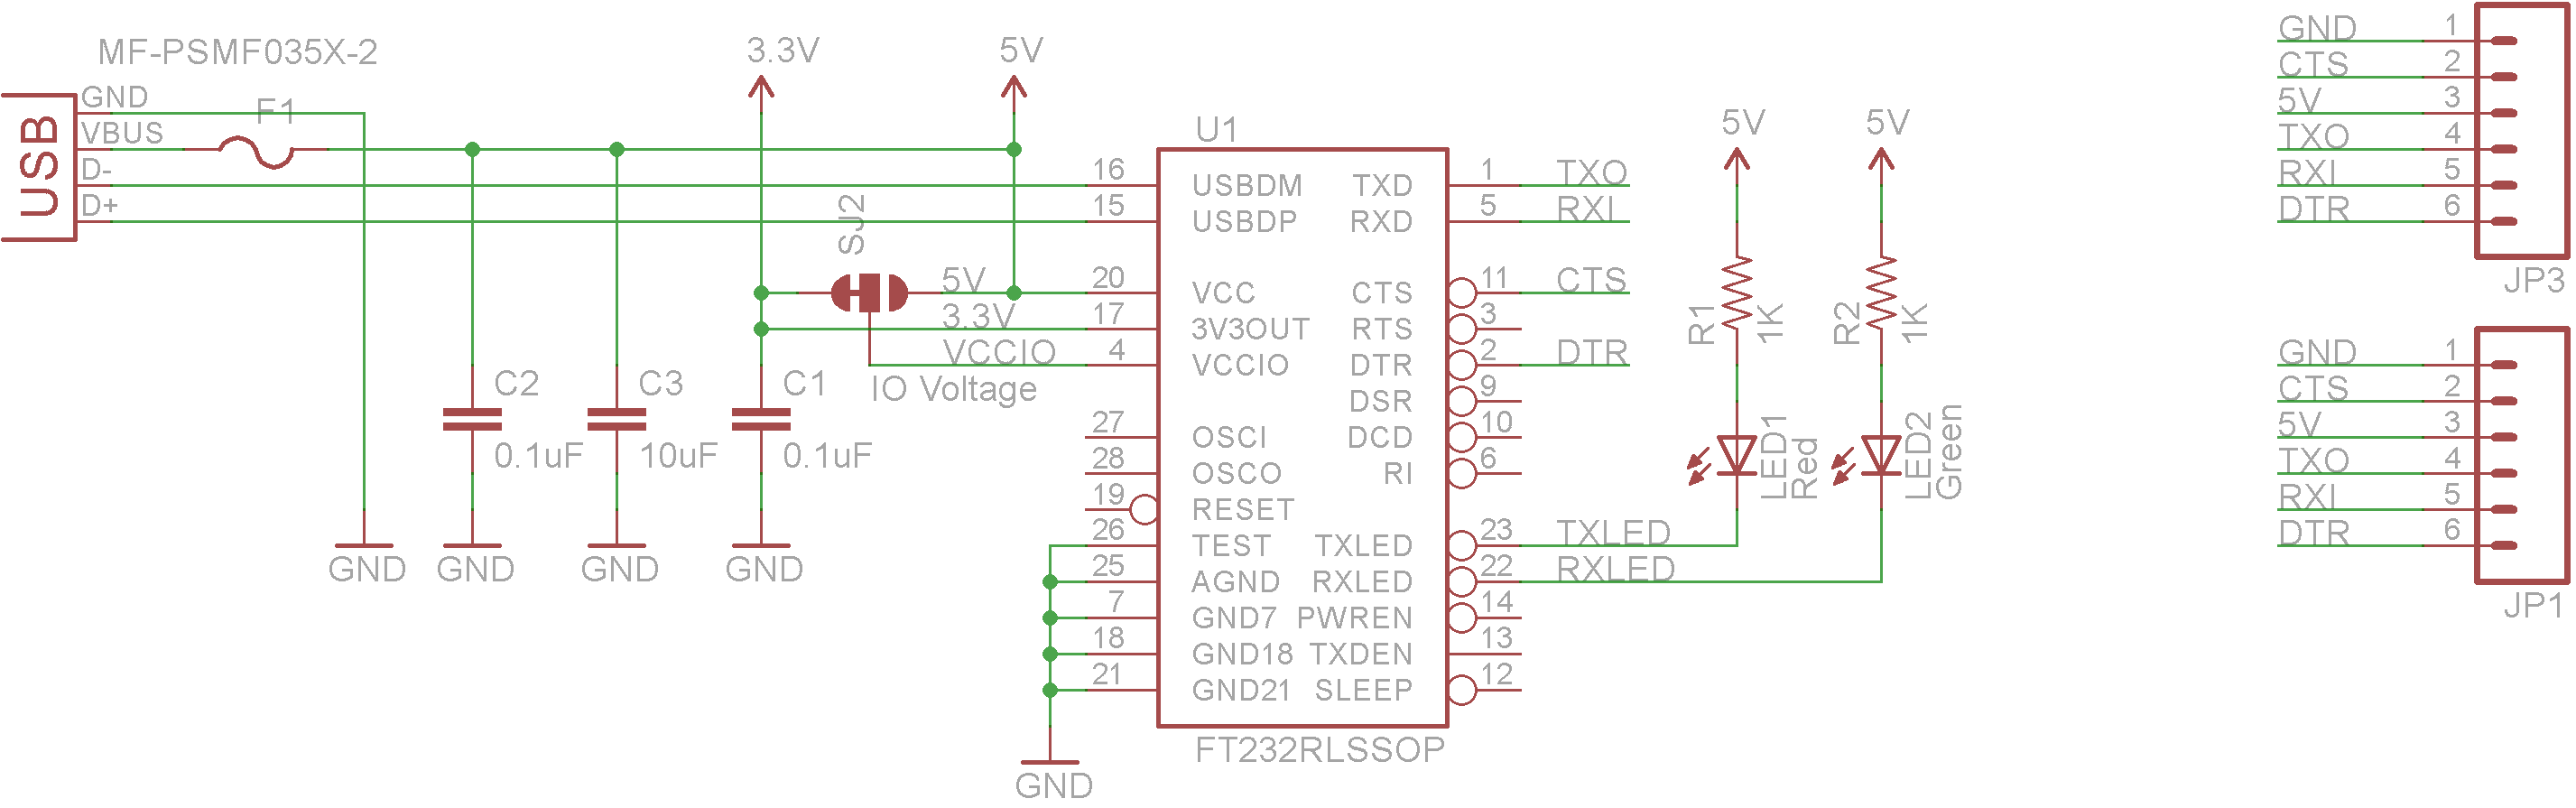 MF-PSMF035X-2
USB
GND
F1
VBUS
D-
D+
3.3V
5V
SJ2
5V
3.3V
VCCIO
IO Voltage
C2
0.1uF
C3
10uF
C1
0.1uF
GND
GND
GND
GND
GND
U1
16 USBDM TXD 1 TXO
15 USBDP RXD 5 RXI
20 VCC CTS 11 CTS
17 3V3OUT RTS 3
4 VCCIO DTR 2 DTR
DSR 9
27 OSCI DCD 10
28 OSCO RI 6
19 RESET
26 TEST TXLED 23 TXLED
25 AGND RXLED 22 RXLED
7 GND7 PWREN 14
18 GND18 TXDEN 13
21 GND21 SLEEP 12
FT232RLSSOP
5V
R1
1K
LED1
Red
5V
R2
1K
LED2
Green
GND 1
CTS 2
5V 3
TXO 4
RXI 5
DTR 6
JP3
GND 1
CTS 2
5V 3
TXO 4
RXI 5
DTR 6
JP1